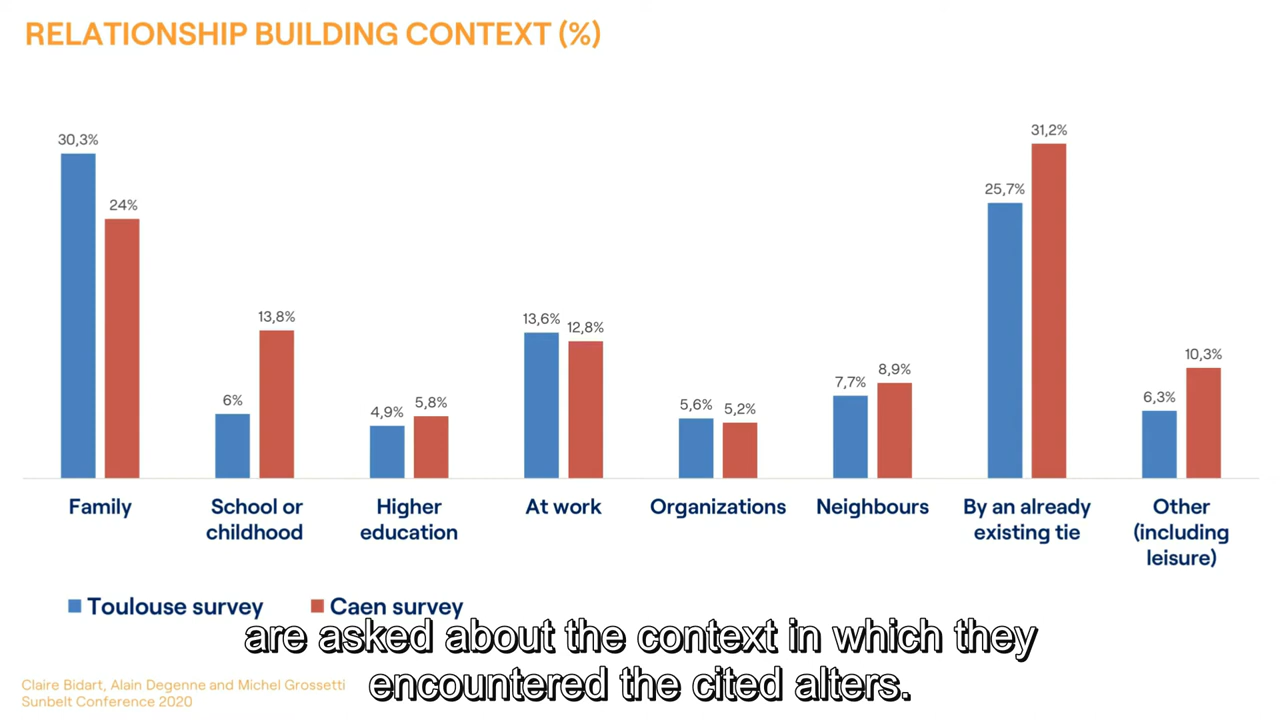 RELATIONSHIP BUILDING CONTEXT (%)
30,3%
24%
6%
13,8%
4,9%
5,8%
13,6%
12,8%
5,6%
5,2%
7,7%
8,9%
25,7%
31,2%
6,3%
10,3%
Family
School or
childhood
Higher
education
At work
Organizations
Neighbours
By an already
existing tie
Other
(including
leisure)
Toulouse survey
Caen survey
are asked about the context in which they
encountered the cited alters.
Claire Bidart, Alain Degenne and Michel Grossetti
Sunbelt Conference 2020